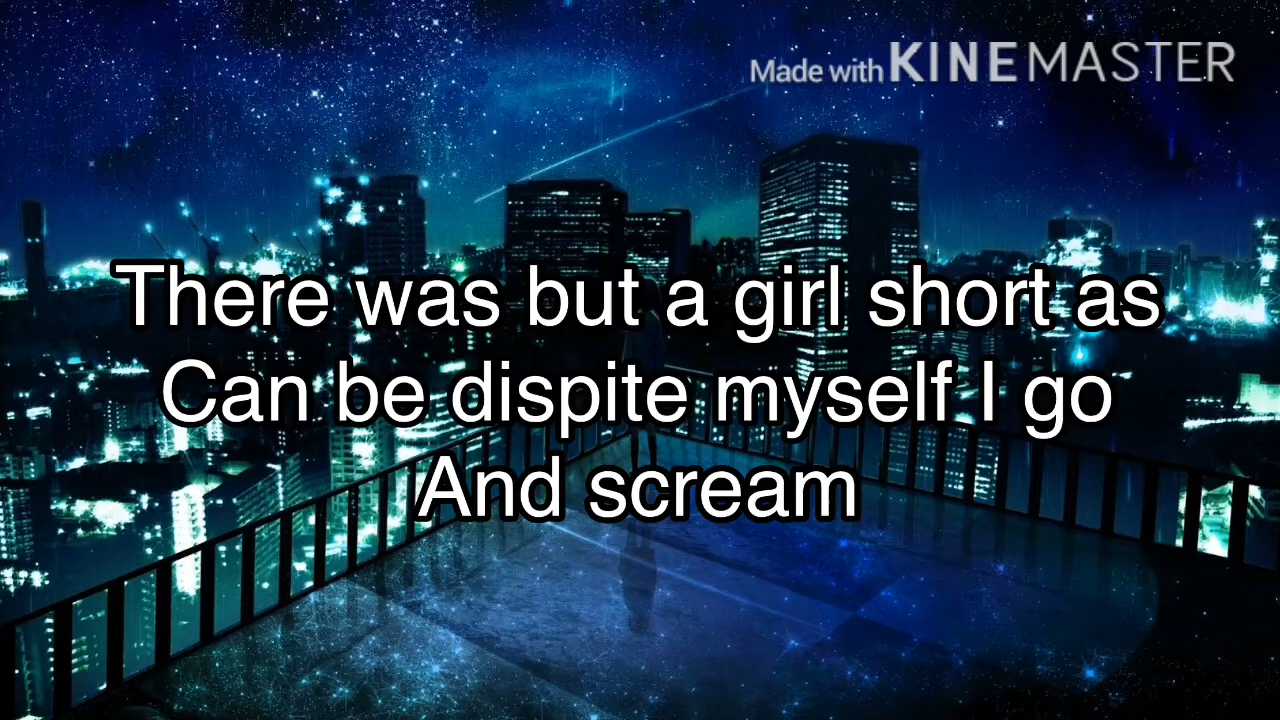 Made with KINEMASTER
There was but a girl short as
Can be dispite myself I go
And scream